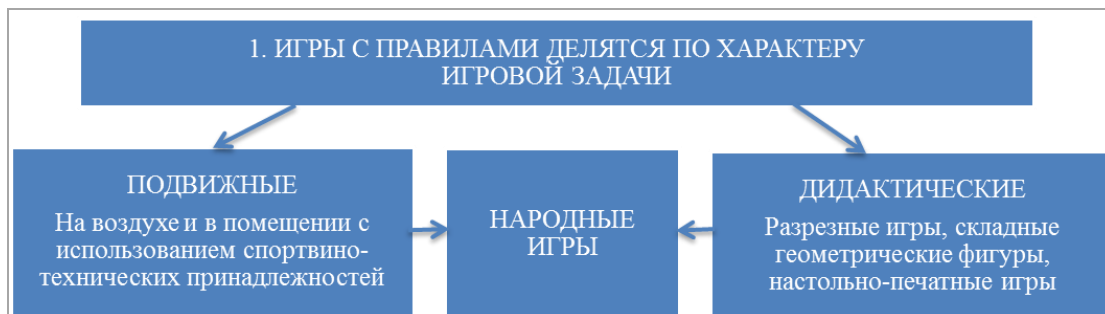 1. ИГРЫ С ПРАВИЛАМИ ДЕЛЯТСЯ ПО ХАРАКТЕРУ
ИГРОВОЙ ЗАДАЧИ
ПОДВИЖНЫЕ
На воздухе и в помещении с
использованием спортвино-
технических принадлежностей
НАРОДНЫЕ
ИГРЫ
ДИДАКТИЧЕСКИЕ
Разрезные игры, складные
геометрические фигуры,
настольно-печатные игры